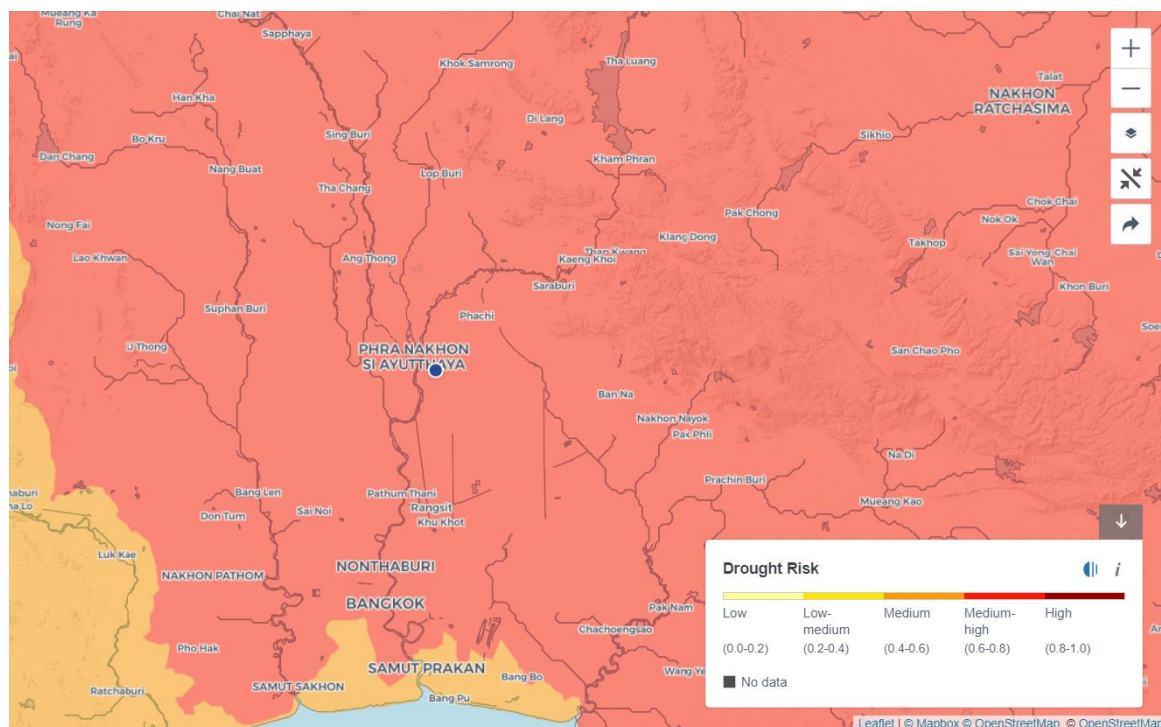 Mueang Ka
Rung
Chai Nat
Sapphaya
Khok Samrong
Tha Luang
Talat
NAKHON
RATCHASIMA
Han Kha
Di Lang
Sing Buri
Sikhio
Bo Kru
Dan Chang
Nang Buat
Kham Phran
Lop Buri
Tha Chang
Chok Chai
Nok Ok
Pak Chong
Nong Fai
Klang Dong
Takhop
Than Kwang
Kaeng Khoi
Sai Yong Chai
Wan
Lao Khwan
Ang Thong
Saraburi
Khon Buri
Suphan Buri
Phachi
U Thong
PHRA NAKHON
SI AYUTTHAYA
San Chao Pho
Ban Na
Nakhon Nayok
Pak Phli
Na Di
Prachin Buri
Bang Len
Pathum Thani
Mueang Kao
Don Tum
Sai Noi
Rangsit
Khu Khot
Luk Kae
NAKHON PATHOM
NONTHABURI
BANGKOK
Pak Nam
Chachoengsao
Pho Hak
SAMUT PRAKAN
Wang Ye
Bang Bo
SAMUT SAKHON
Ratchaburi
Bang Pu
Drought Risk
i
Low Low-medium Medium Medium-high High
(0.0-0.2) (0.2-0.4) (0.4-0.6) (0.6-0.8) (0.8-1.0)
No data
Leaflet | © Mapbox © OpenStreetMap © OpenStreetMap